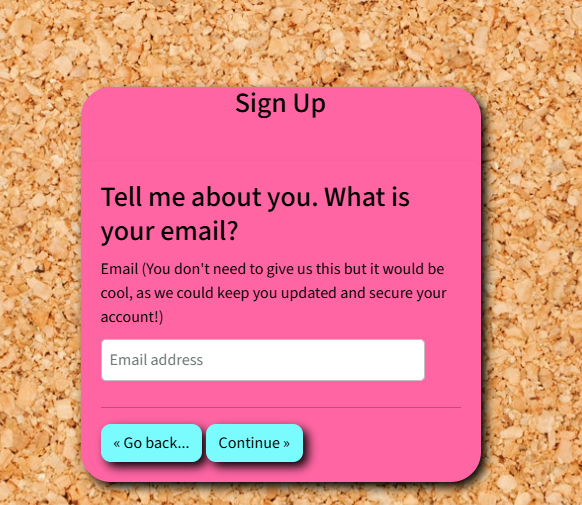 Sign Up
Tell me about you. What is
your email?
Email (You don't need to give us this but it would be
cool, as we could keep you updated and secure your
account!)
Email address
« Go back... Continue »